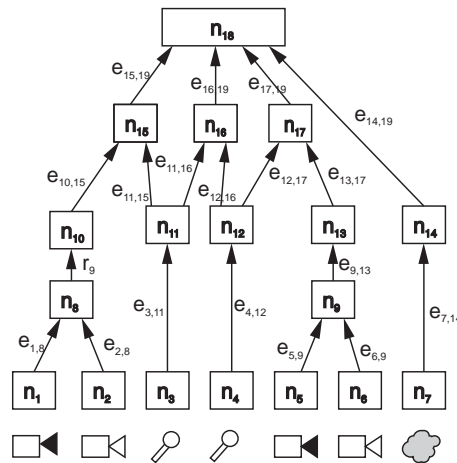 n18
e15,19 e16,19 e17,19 e14,19
n15 n16 n17
e10,15 e11,15 e11,16 e12,16 e12,17 e13,17
n10 n11 n12 n13 n14
r9 e9,13
n8 e3,11 e4,12 n9 e7,14
e1,8 e2,8 e5,9 e6,9
n1 n2 n3 n4 n5 n6 n7